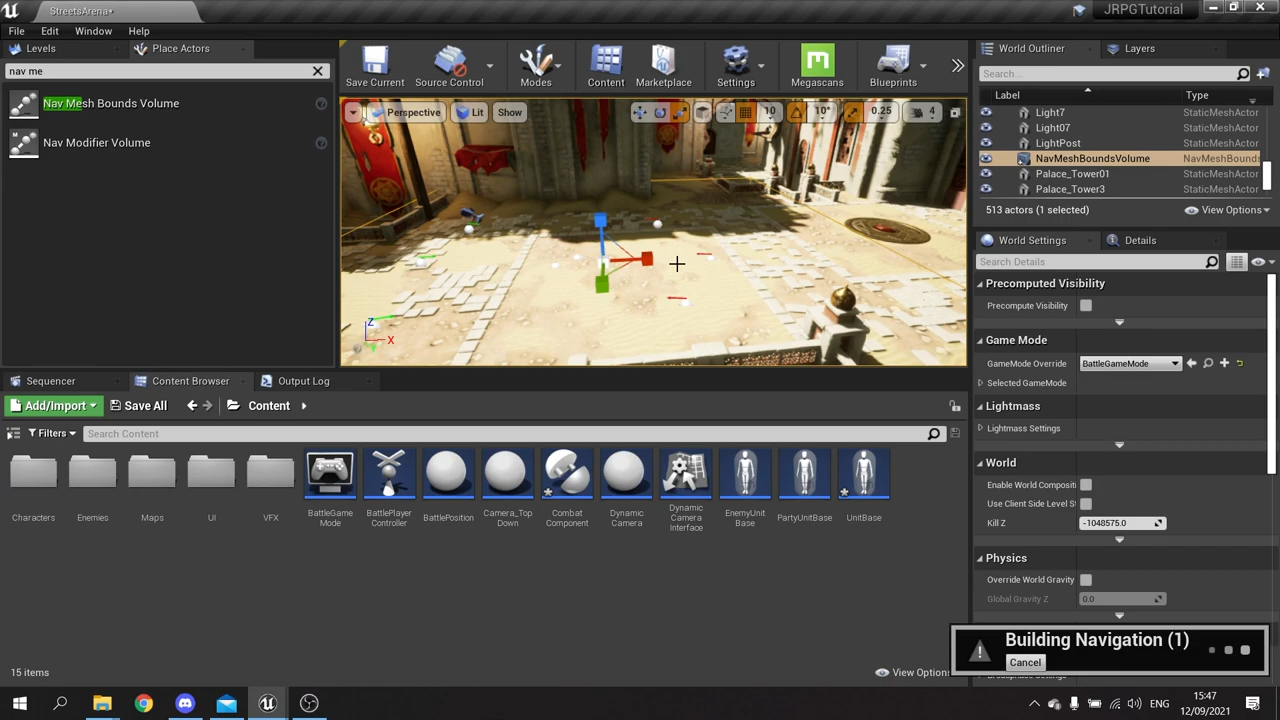 StreetsArena*
JRPGTutorial
File Edit Window Help
Levels
Place Actors
nav me
Nav Mesh Bounds Volume
Nav Modifier Volume
Save Current
Source Control
Modes
Content
Marketplace
Settings
Megascans
Blueprints
Perspective
Lit
Show
10
10°
0.25
4
Z
X
World Outliner
Layers
Search...
Label Type
Light7 StaticMeshActor
Light07 StaticMeshActor
LightPost StaticMeshActor
NavMeshBoundsVolume NavMeshBounds
Palace_Tower01 StaticMeshActor
Palace_Tower3 StaticMeshActor
513 actors (1 selected)
View Options
World Settings
Details
Search Details
Precomputed Visibility
Precompute Visibility
Game Mode
GameMode Override BattleGameMode
Selected GameMode
Lightmass
Lightmass Settings
World
Enable World Compositi
Use Client Side Level S
Kill Z -1048575.0
Physics
Override World Gravity
Global Gravity Z 0.0
Building Navigation (1)
Cancel
Sequencer
Content Browser
Output Log
Add/Import
Save All
Content
Filters
Search Content
Characters
Enemies
Maps
UI
VFX
BattleGame
Mode
BattlePlayer
Controller
BattlePosition
Camera_Top
Down
Combat
Component
Dynamic
Camera
Dynamic
Camera
Interface
EnemyUnit
Base
PartyUnitBase
UnitBase
15 items
View Option
ENG
15:47
12/09/2021